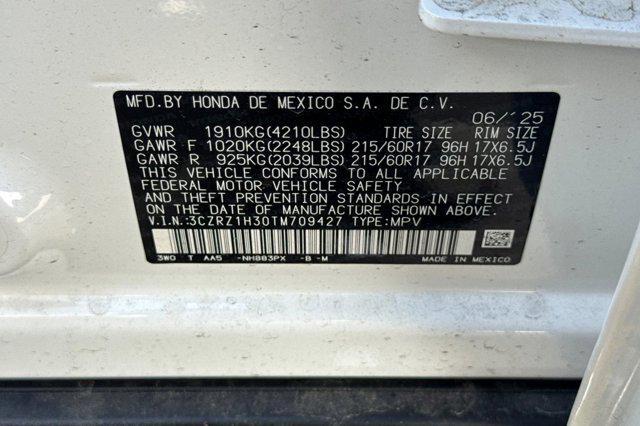 MFD.BY HONDA DE MEXICO S.A. DE C.V. 06/'25
GVWR 1910KG(4210LBS) TIRE SIZE RIM SIZE
GAWR F 1020KG(2248LBS) 215/60R17 96H 17X6.5J
GAWR R 925KG(2039LBS) 215/60R17 96H 17X6.5J
THIS VEHICLE CONFORMS TO ALL APPLICABLE
FEDERAL MOTOR VEHICLE SAFETY
AND THEFT PREVENTION STANDARDS IN EFFECT
ON THE DATE OF MANUFACTURE SHOWN ABOVE.
V.I.N.:3CZRZ1H30TM709427 TYPE:MPV
3W0 T AA5 -NH883PX -B -M MADE IN MEXICO